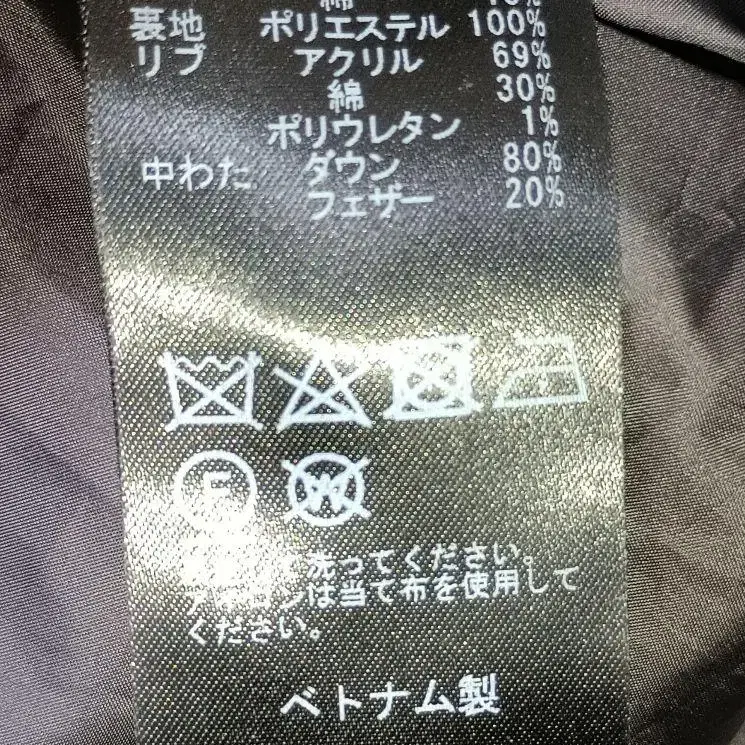 綿
裏地 ポリエステル 100%
リブ アクリル 69%
綿 30%
ポリウレタン 1%
中わた ダウン 80%
フェザー 20%
F W
洗ってください。
アイロンは当て布を使用して
ください。
ベトナム製